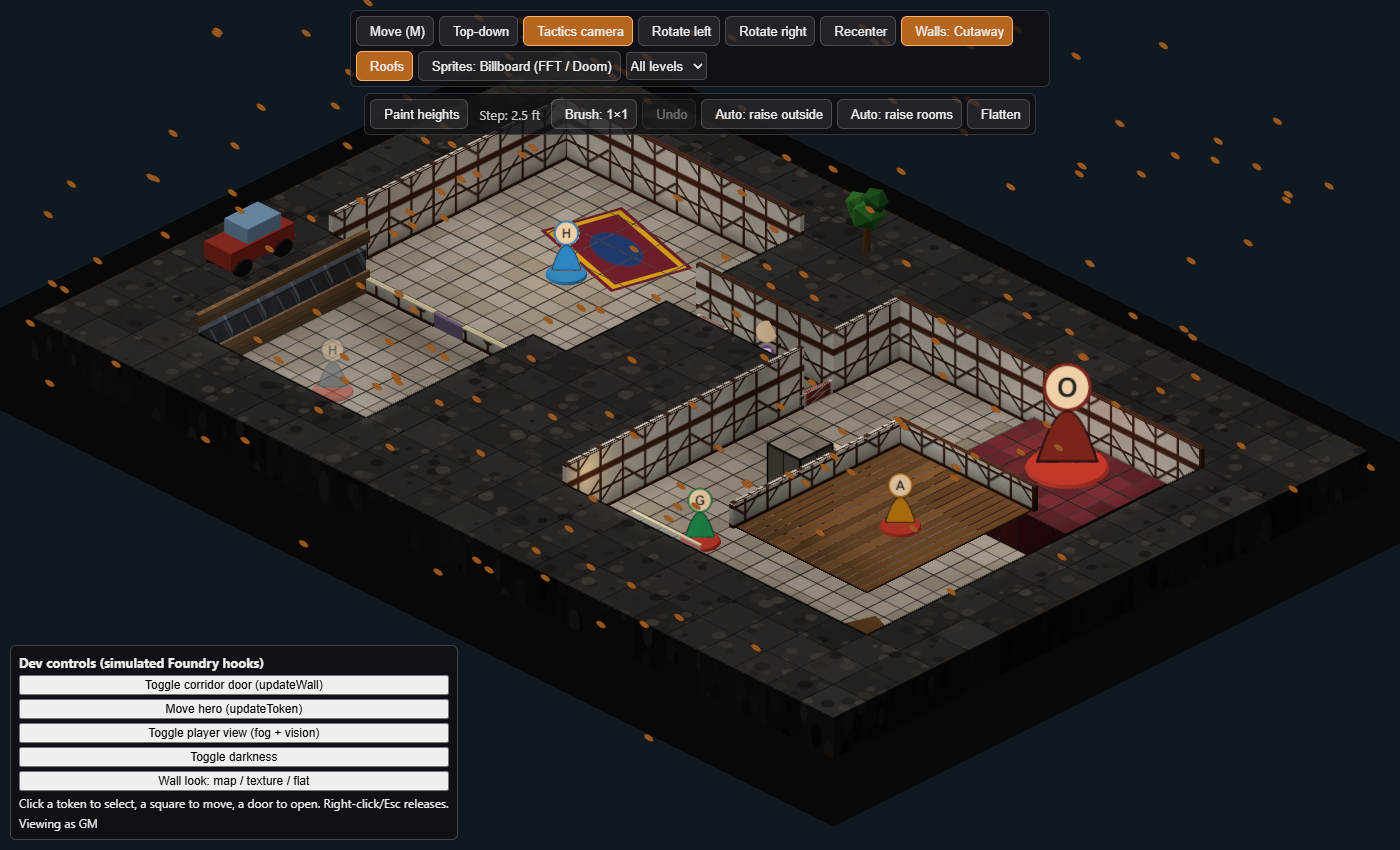 Move (M) Top-down Tactics camera Rotate left Rotate right Recenter Walls: Cutaway
Roofs Sprites: Billboard (FFT / Doom) All levels
Paint heights Step: 2.5 ft Brush: 1×1 Undo Auto: raise outside Auto: raise rooms Flatten
H
H
O
A
G
Dev controls (simulated Foundry hooks)
Toggle corridor door (updateWall)
Move hero (updateToken)
Toggle player view (fog + vision)
Toggle darkness
Wall look: map / texture / flat
Click a token to select, a square to move, a door to open. Right-click/Esc releases.
Viewing as GM